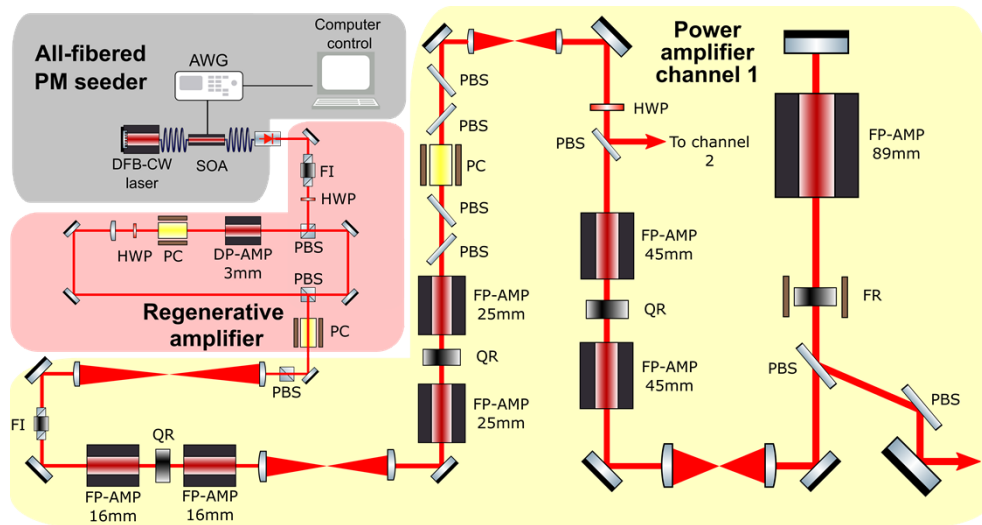 All-fibered
PM seeder
AWG
Computer
control
DFB-CW
laser
SOA
FI
HWP
PBS
HWP
PC
DP-AMP
3mm
PBS
Regenerative
amplifier
PC
PBS
FI
QR
FP-AMP
16mm
FP-AMP
16mm
PBS
PBS
PC
PBS
PBS
FP-AMP
25mm
QR
FP-AMP
25mm
Power
amplifier
channel 1
HWP
PBS
To channel
2
FP-AMP
45mm
QR
FP-AMP
45mm
FP-AMP
89mm
FR
PBS
PBS